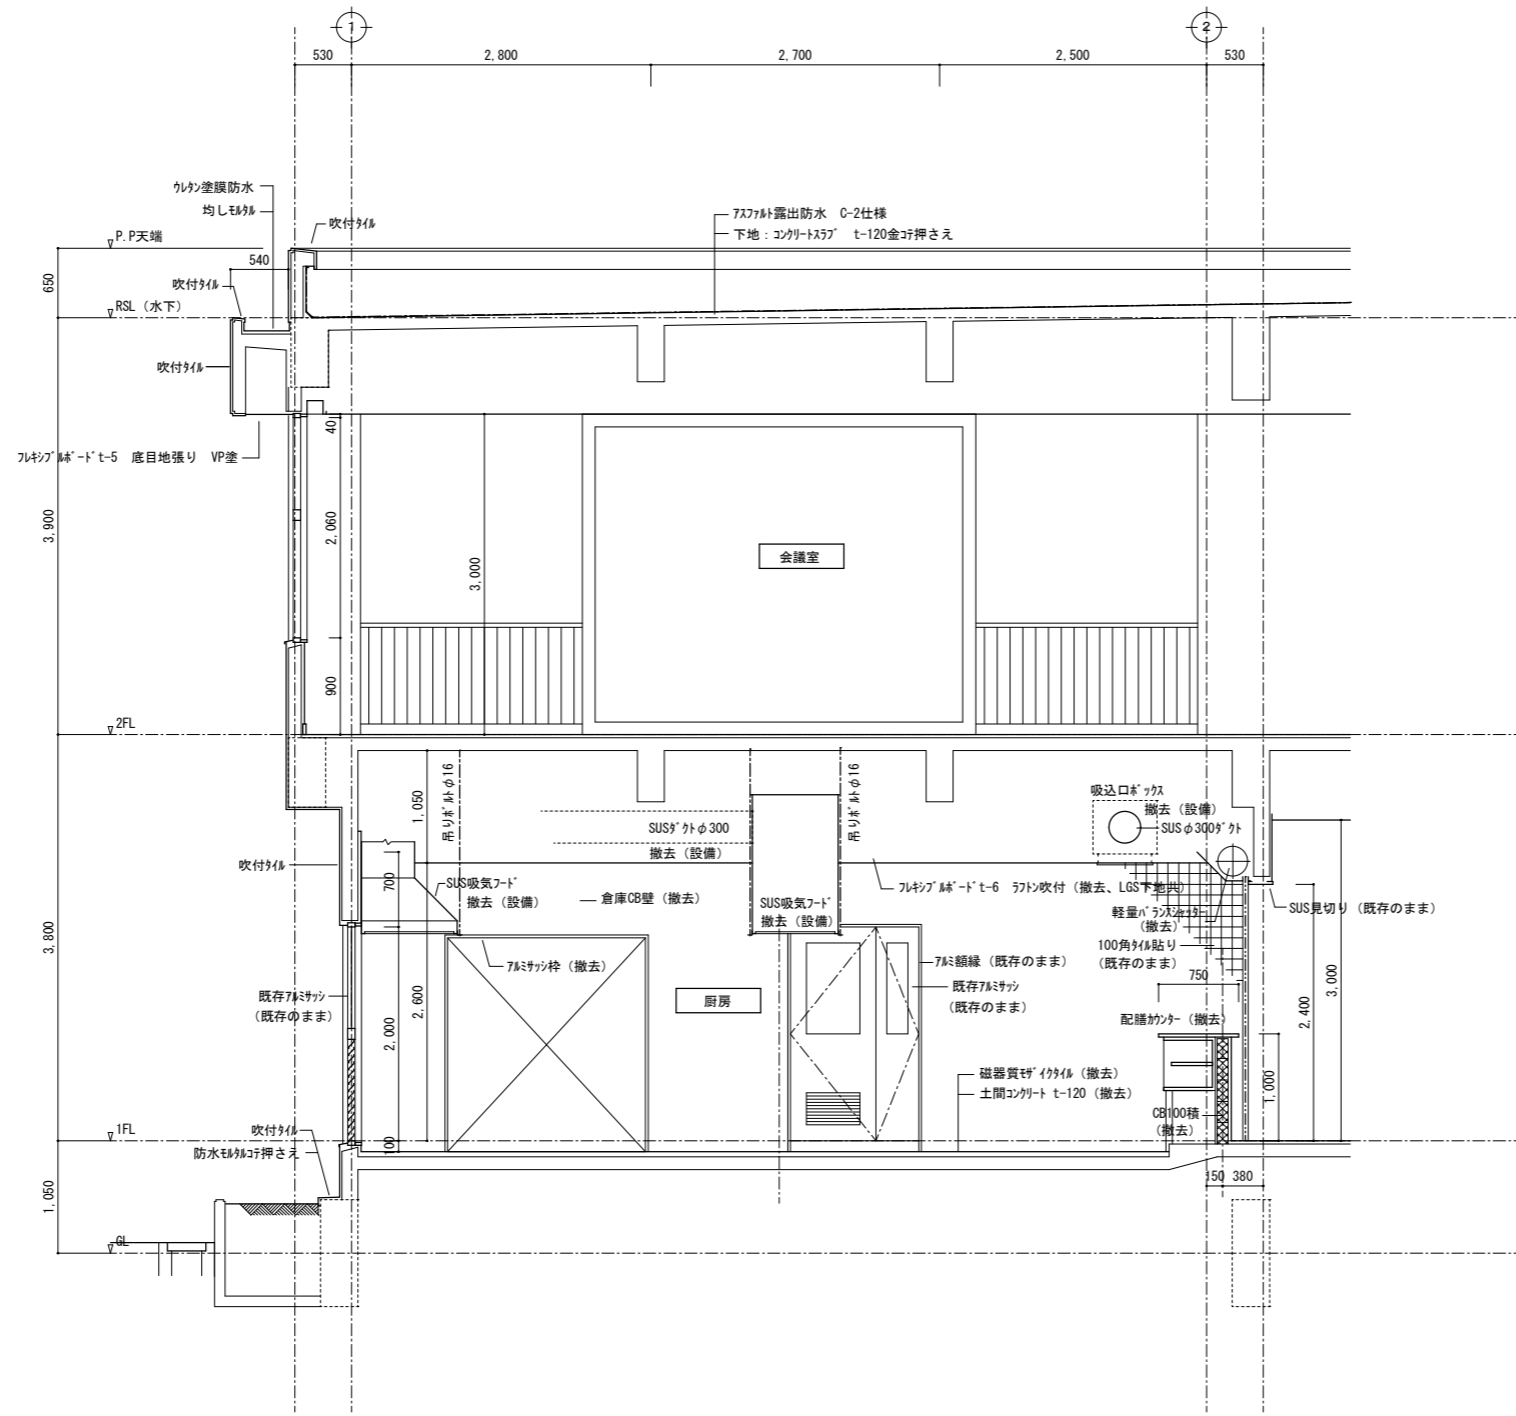 1
2
530
2,800
2,700
2,500
530
ウレタン塗膜防水
均しモルタル
吹付タイル
アスファルト露出防水 C-2仕様
下地:コンクリートスラブ t-120金コテ押さえ
P.P天端
540
650
吹付タイル
RSL(水下)
吹付タイル
40
フレキシブルボードt-5 底目地張り VP塗
3,900
2,060
3,000
会議室
900
2FL
1,050
吊りボルトφ16
吊りボルトφ16
吸込口ボックス
撤去(設備)
SUSφ300ダクト
SUSダクトφ300
撤去(設備)
吹付タイル
700
SUS吸気フード
撤去(設備)
倉庫CB壁(撤去)
SUS吸気フード
撤去(設備)
フレキシブルボードt-6 ラフトン吹付(撤去、LGS下地共)
軽量バランスシャッター
(撤去)
SUS見切り(既存のまま)
3,800
100角タイル貼り
(既存のまま)
アルミサッシ枠(撤去)
アルミ額縁(既存のまま)
750
既存アルミサッシ
(既存のまま)
厨房
既存アルミサッシ
(既存のまま)
2,600
2,000
配膳カウンター(撤去)
2,400
3,000
磁器質モザイクタイル(撤去)
土間コンクリート t-120(撤去)
1,000
CB100積
(撤去)
吹付タイル
1FL
100
防水モルタルコテ押さえ
150
380
1,050
GL